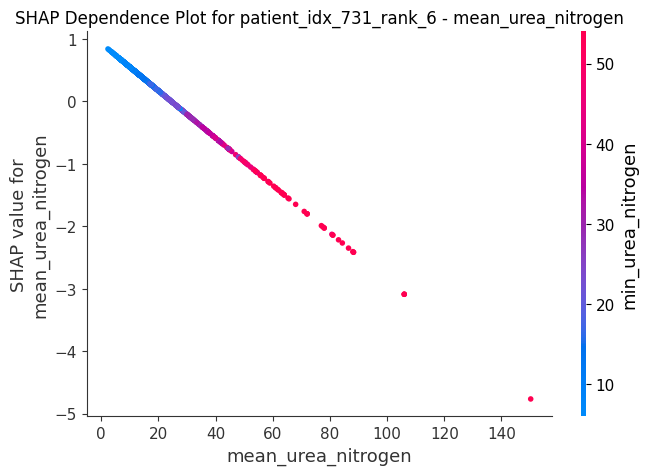 SHAP Dependence Plot for patient_idx_731_rank_6 - mean_urea_nitrogen
1
0
−1
−2
−3
−4
−5
SHAP value for
mean_urea_nitrogen
0 20 40 60 80 100 120 140
mean_urea_nitrogen
50
40
30
20
10
min_urea_nitrogen